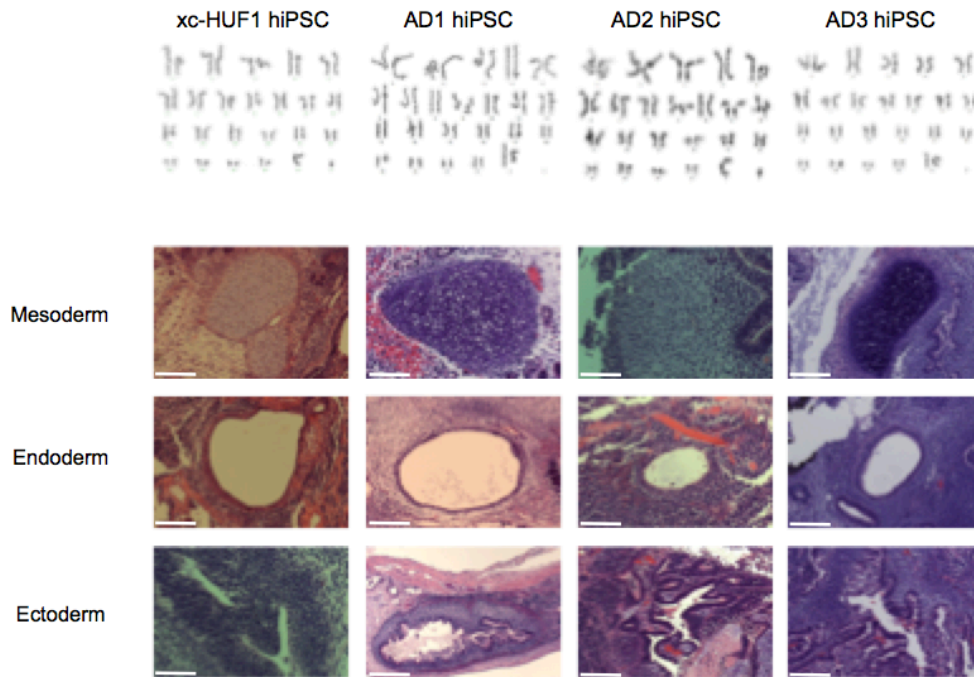 xc-HUF1 hiPSC AD1 hiPSC AD2 hiPSC AD3 hiPSC
Mesoderm
Endoderm
Ectoderm